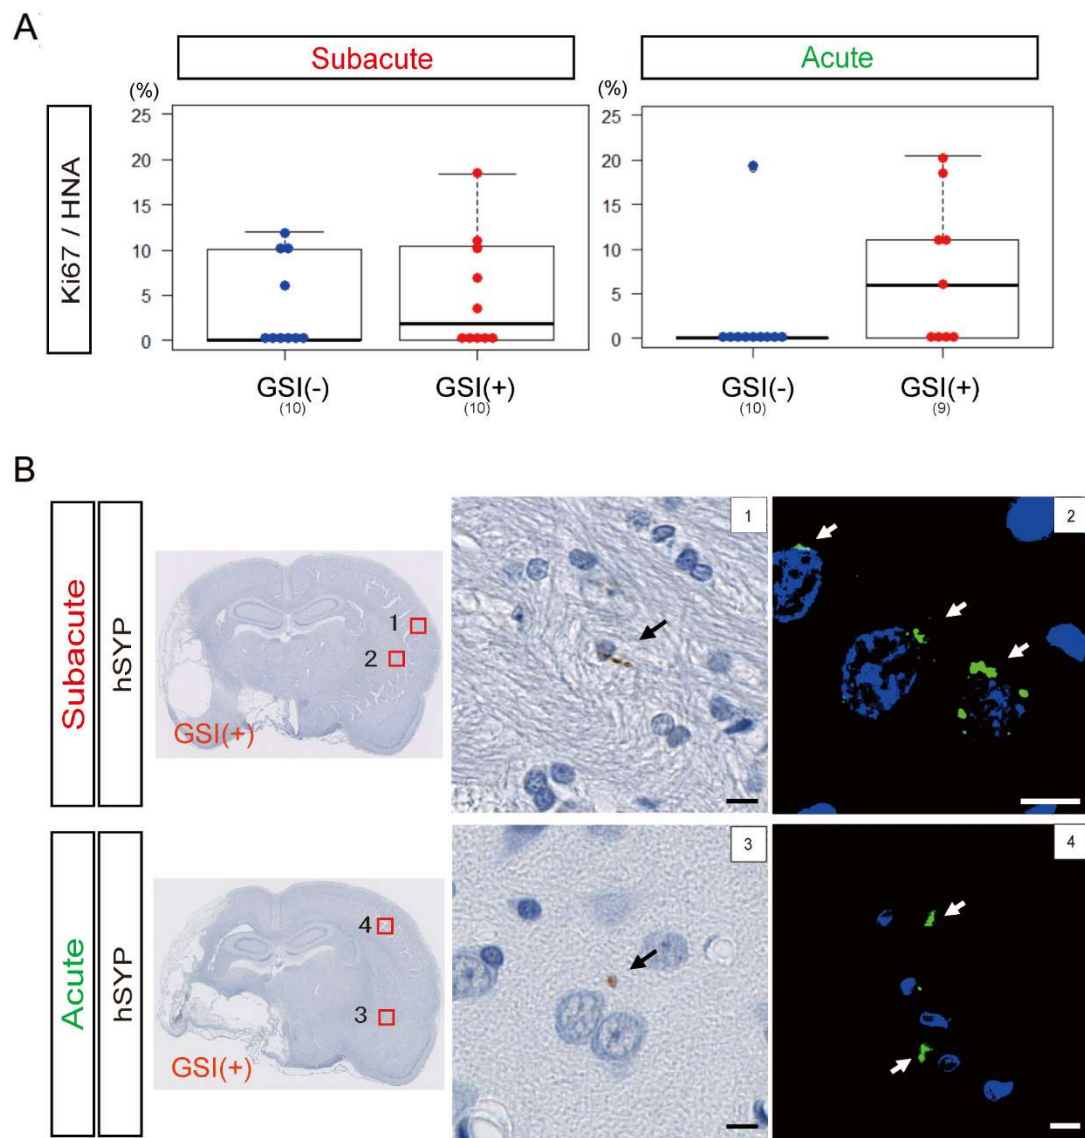 A
Subacute
Acute
(%)
(%)
Ki67 / HNA
25
20
15
10
5
0
25
20
15
10
5
0
GSI(-)
GSI(+)
GSI(-)
GSI(+)
(10)
(10)
(10)
(9)
B
Subacute
hSYP
1
2
GSI(+)
1
2
Acute
hSYP
4
3
GSI(+)
3
4